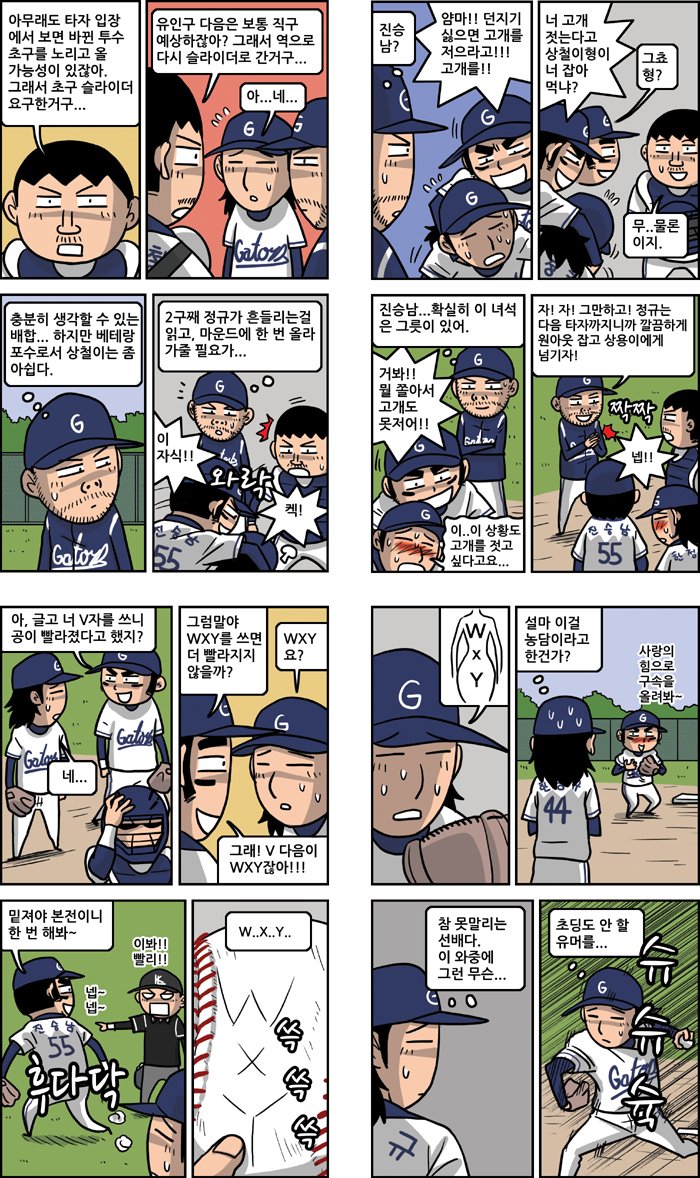 아무래도 타자 입장
에서 보면 바뀐 투수
초구를 노리고 올
가능성이 있잖아.
그래서 초구 슬라이더
요구한거구...
유인구 다음은 보통 직구
예상하잖아? 그래서 역으로
다시 슬라이더로 간거구...
아...네...
G
Gators
충분히 생각할 수 있는
배합... 하지만 베테랑
포수로서 상철이는 좀
아쉽다.
G
Gators
2구째 정규가 흔들리는걸
읽고, 마운드에 한 번 올라
가줄 필요가...
G
이
자식!!
와락
켁!
진승남
55
진승
남?
얌마!! 던지기
싫으면 고개를
저으라고!!!
고개를!!
G
G
G
너 고개
젓는다고
상철이형이
너 잡아
먹냐?
그쵸
형?
무..물론
이지.
진승남...확실히 이 녀석
은 그릇이 있어.
거봐!!
뭘 쫄아서
고개도
못저어!!
G
Gators
G
G
이..이 상황도
고개를 젓고
싶다고요...
자! 자! 그만하고! 정규는
다음 타자까지니까 깔끔하게
원아웃 잡고 상용이에게
넘기자!
G
짝짝
넵!!
진승남
55
아, 글고 너 V자를 쓰니
공이 빨라졌다고 했지?
G
Gators
Gators
네...
그럼말야
WXY를 쓰면
더 빨라지지
않을까?
WXY
요?
G
G
그래! V 다음이
WXY잖아!!!
W
X
Y
G
설마 이걸
농담이라고
한건가?
사랑의
힘으로
구속을
올려봐~
G
44
밑져야 본전이니
한 번 해봐~
이봐!!
빨리!!
넵~
넵~
진승남
55
후다닥
W..X..Y..
W
X
Y
쓱
쓱
쓱
참 못말리는
선배다.
이 와중에
그런 무슨...
규
초딩도 안 할
유머를...
G
Gators
슈
슈
슉